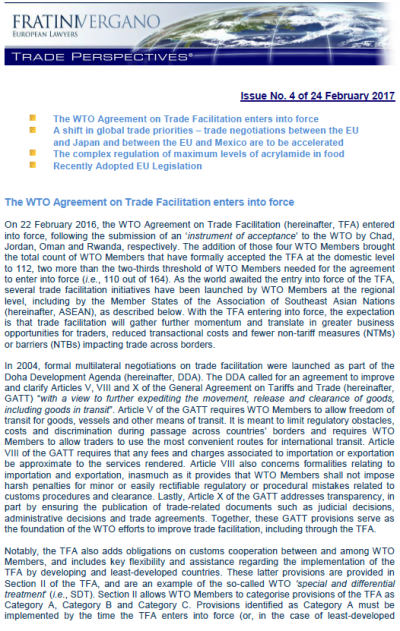 FRATINIVERGANO
EUROPEAN LAWYERS
TRADE PERSPECTIVES®
Issue No. 4 of 24 February 2017
The WTO Agreement on Trade Facilitation enters into force
A shift in global trade priorities – trade negotiations between the EU
and Japan and between the EU and Mexico are to be accelerated
The complex regulation of maximum levels of acrylamide in food
Recently Adopted EU Legislation
The WTO Agreement on Trade Facilitation enters into force
On 22 February 2016, the WTO Agreement on Trade Facilitation (hereinafter, TFA) entered
into force, following the submission of an 'instrument of acceptance' to the WTO by Chad,
Jordan, Oman and Rwanda, respectively. The addition of those four WTO Members brought
the total count of WTO Members that have formally accepted the TFA at the domestic level
to 112, two more than the two-thirds threshold of WTO Members needed for the agreement
to enter into force (i.e., 110 out of 164). As the world awaited the entry into force of the TFA,
several trade facilitation initiatives have been launched by WTO Members at the regional
level, including by the Member States of the Association of Southeast Asian Nations
(hereinafter, ASEAN), as described below. With the TFA entering into force, the expectation
is that trade facilitation will gather further momentum and translate in greater business
opportunities for traders, reduced transactional costs and fewer non-tariff measures (NTMs)
or barriers (NTBs) impacting trade across borders.
In 2004, formal multilateral negotiations on trade facilitation were launched as part of the
Doha Development Agenda (hereinafter, DDA). The DDA called for an agreement to improve
and clarify Articles V, VIII and X of the General Agreement on Tariffs and Trade (hereinafter,
GATT) "with a view to further expediting the movement, release and clearance of goods,
including goods in transit". Article V of the GATT requires WTO Members to allow freedom of
transit for goods, vessels and other means of transit. It is meant to limit regulatory obstacles,
costs and discrimination during passage across countries' borders and requires WTO
Members to allow traders to use the most convenient routes for international transit. Article
VIII of the GATT requires that any fees and charges associated to importation or exportation
be approximate to the services rendered. Article VIII also concerns formalities relating to
importation and exportation, inasmuch as it provides that WTO Members shall not impose
harsh penalties for minor or easily rectifiable regulatory or procedural mistakes related to
customs procedures and clearance. Lastly, Article X of the GATT addresses transparency, in
part by ensuring the publication of trade-related documents such as judicial decisions,
administrative decisions and trade agreements. Together, these GATT provisions serve as
the foundation of the WTO efforts to improve trade facilitation, including through the TFA.
Notably, the TFA also adds obligations on customs cooperation between and among WTO
Members, and includes key flexibility and assistance regarding the implementation of the
TFA by developing and least-developed countries. These latter provisions are provided in
Section II of the TFA, and are an example of the so-called WTO 'special and differential
treatment' (i.e., SDT). Section II allows WTO Members to categorise provisions of the TFA as
Category A, Category B and Category C. Provisions identified as Category A must be
implemented by the time the TFA enters into force (or, in the case of least-developed